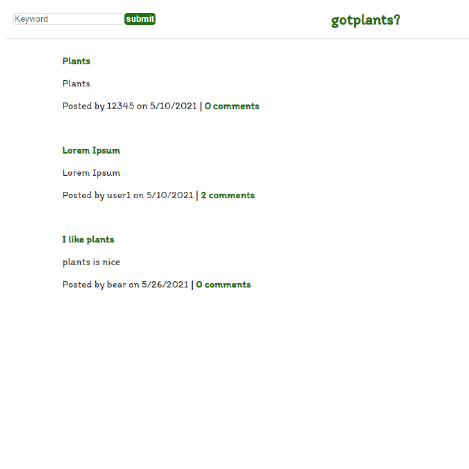 Keyword submit gotplants?
Plants
Plants
Posted by 12345 on 5/10/2021 | 0 comments
Lorem Ipsum
Lorem Ipsum
Posted by user1 on 5/10/2021 | 2 comments
I like plants
plants is nice
Posted by bear on 5/26/2021 | 0 comments